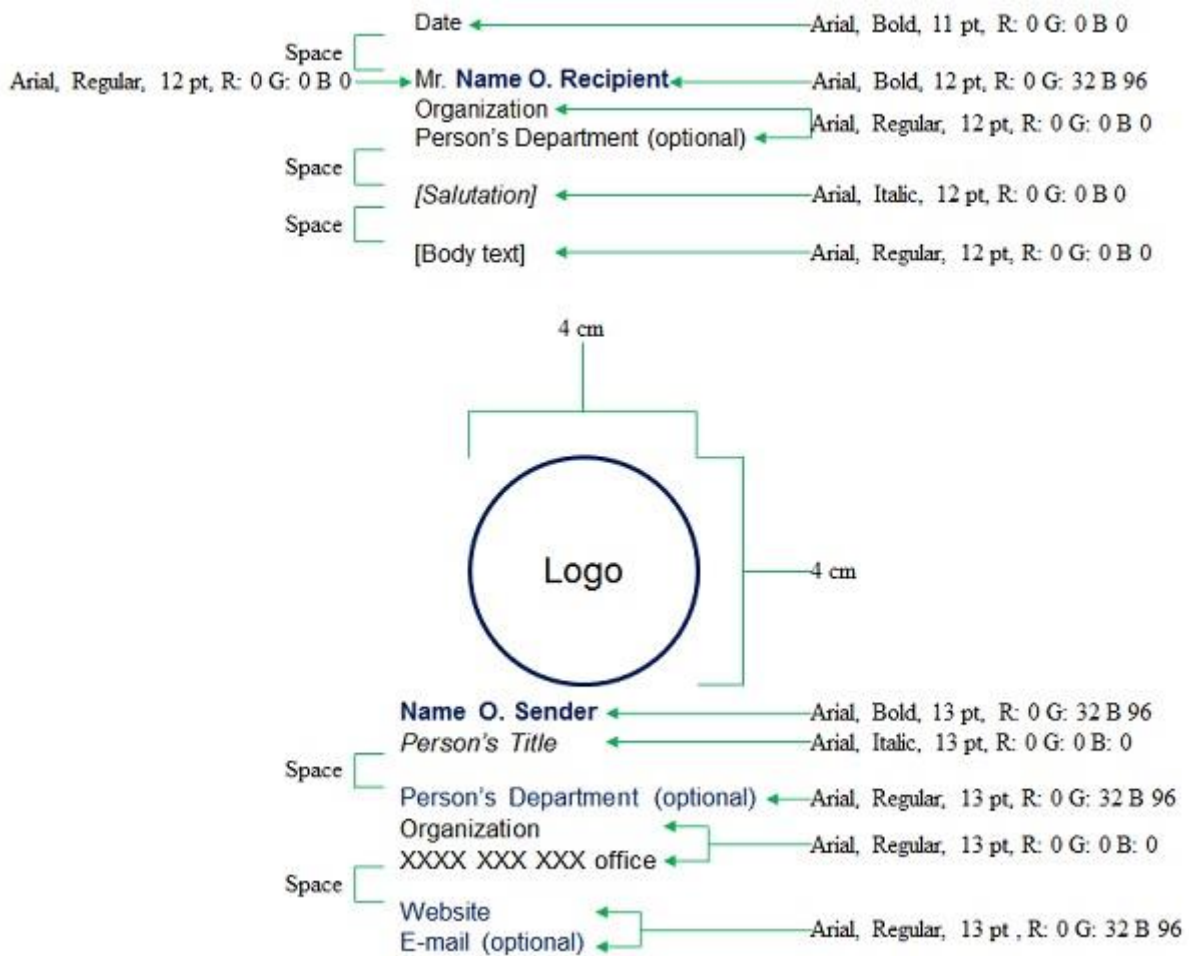 Date Arial, Bold, 11 pt, R: 0 G: 0 B 0
Space
Arial, Regular, 12 pt, R: 0 G: 0 B 0 Mr. Name O. Recipient Arial, Bold, 12 pt, R: 0 G: 32 B 96
Organization
Arial, Regular, 12 pt, R: 0 G: 0 B 0
Person's Department (optional)
Space
[Salutation] Arial, Italic, 12 pt, R: 0 G: 0 B 0
Space
[Body text] Arial, Regular, 12 pt, R: 0 G: 0 B 0
4 cm
Logo
4 cm
Name O. Sender Arial, Bold, 13 pt, R: 0 G: 32 B 96
Person's Title Arial, Italic, 13 pt, R: 0 G: 0 B: 0
Space
Person's Department (optional) Arial, Regular, 13 pt, R: 0 G: 32 B 96
Organization
Arial, Regular, 13 pt, R: 0 G: 0 B: 0
XXXX XXX XXX office
Space
Website
Arial, Regular, 13 pt , R: 0 G: 32 B 96
E-mail (optional)